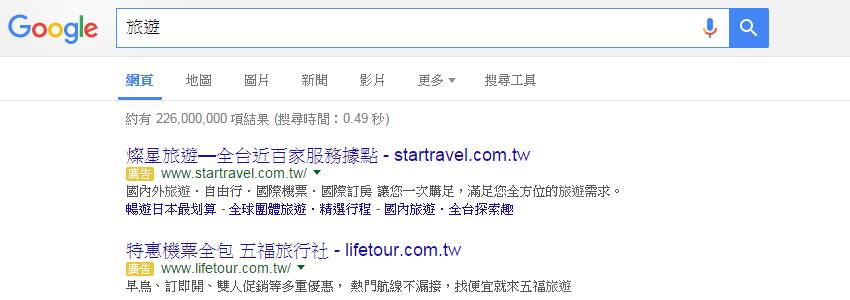 Google 旅遊
網頁 地圖 圖片 新聞 影片 更多 搜尋工具
約有 226,000,000 項結果 (搜尋時間：0.49 秒)
燦星旅遊—全台近百家服務據點 - startravel.com.tw
廣告 www.startravel.com.tw/
國內外旅遊．自由行．國際機票．國際訂房 讓您一次購足，滿足您全方位的旅遊需求。
暢遊日本最划算 - 全球團體旅遊．精選行程 - 國內旅遊．全台探索趣
特惠機票全包 五福旅行社 - lifetour.com.tw
廣告 www.lifetour.com.tw/
早鳥、訂即開、雙人促銷等多重優惠， 熱門航線不漏接，找便宜就來五福旅遊